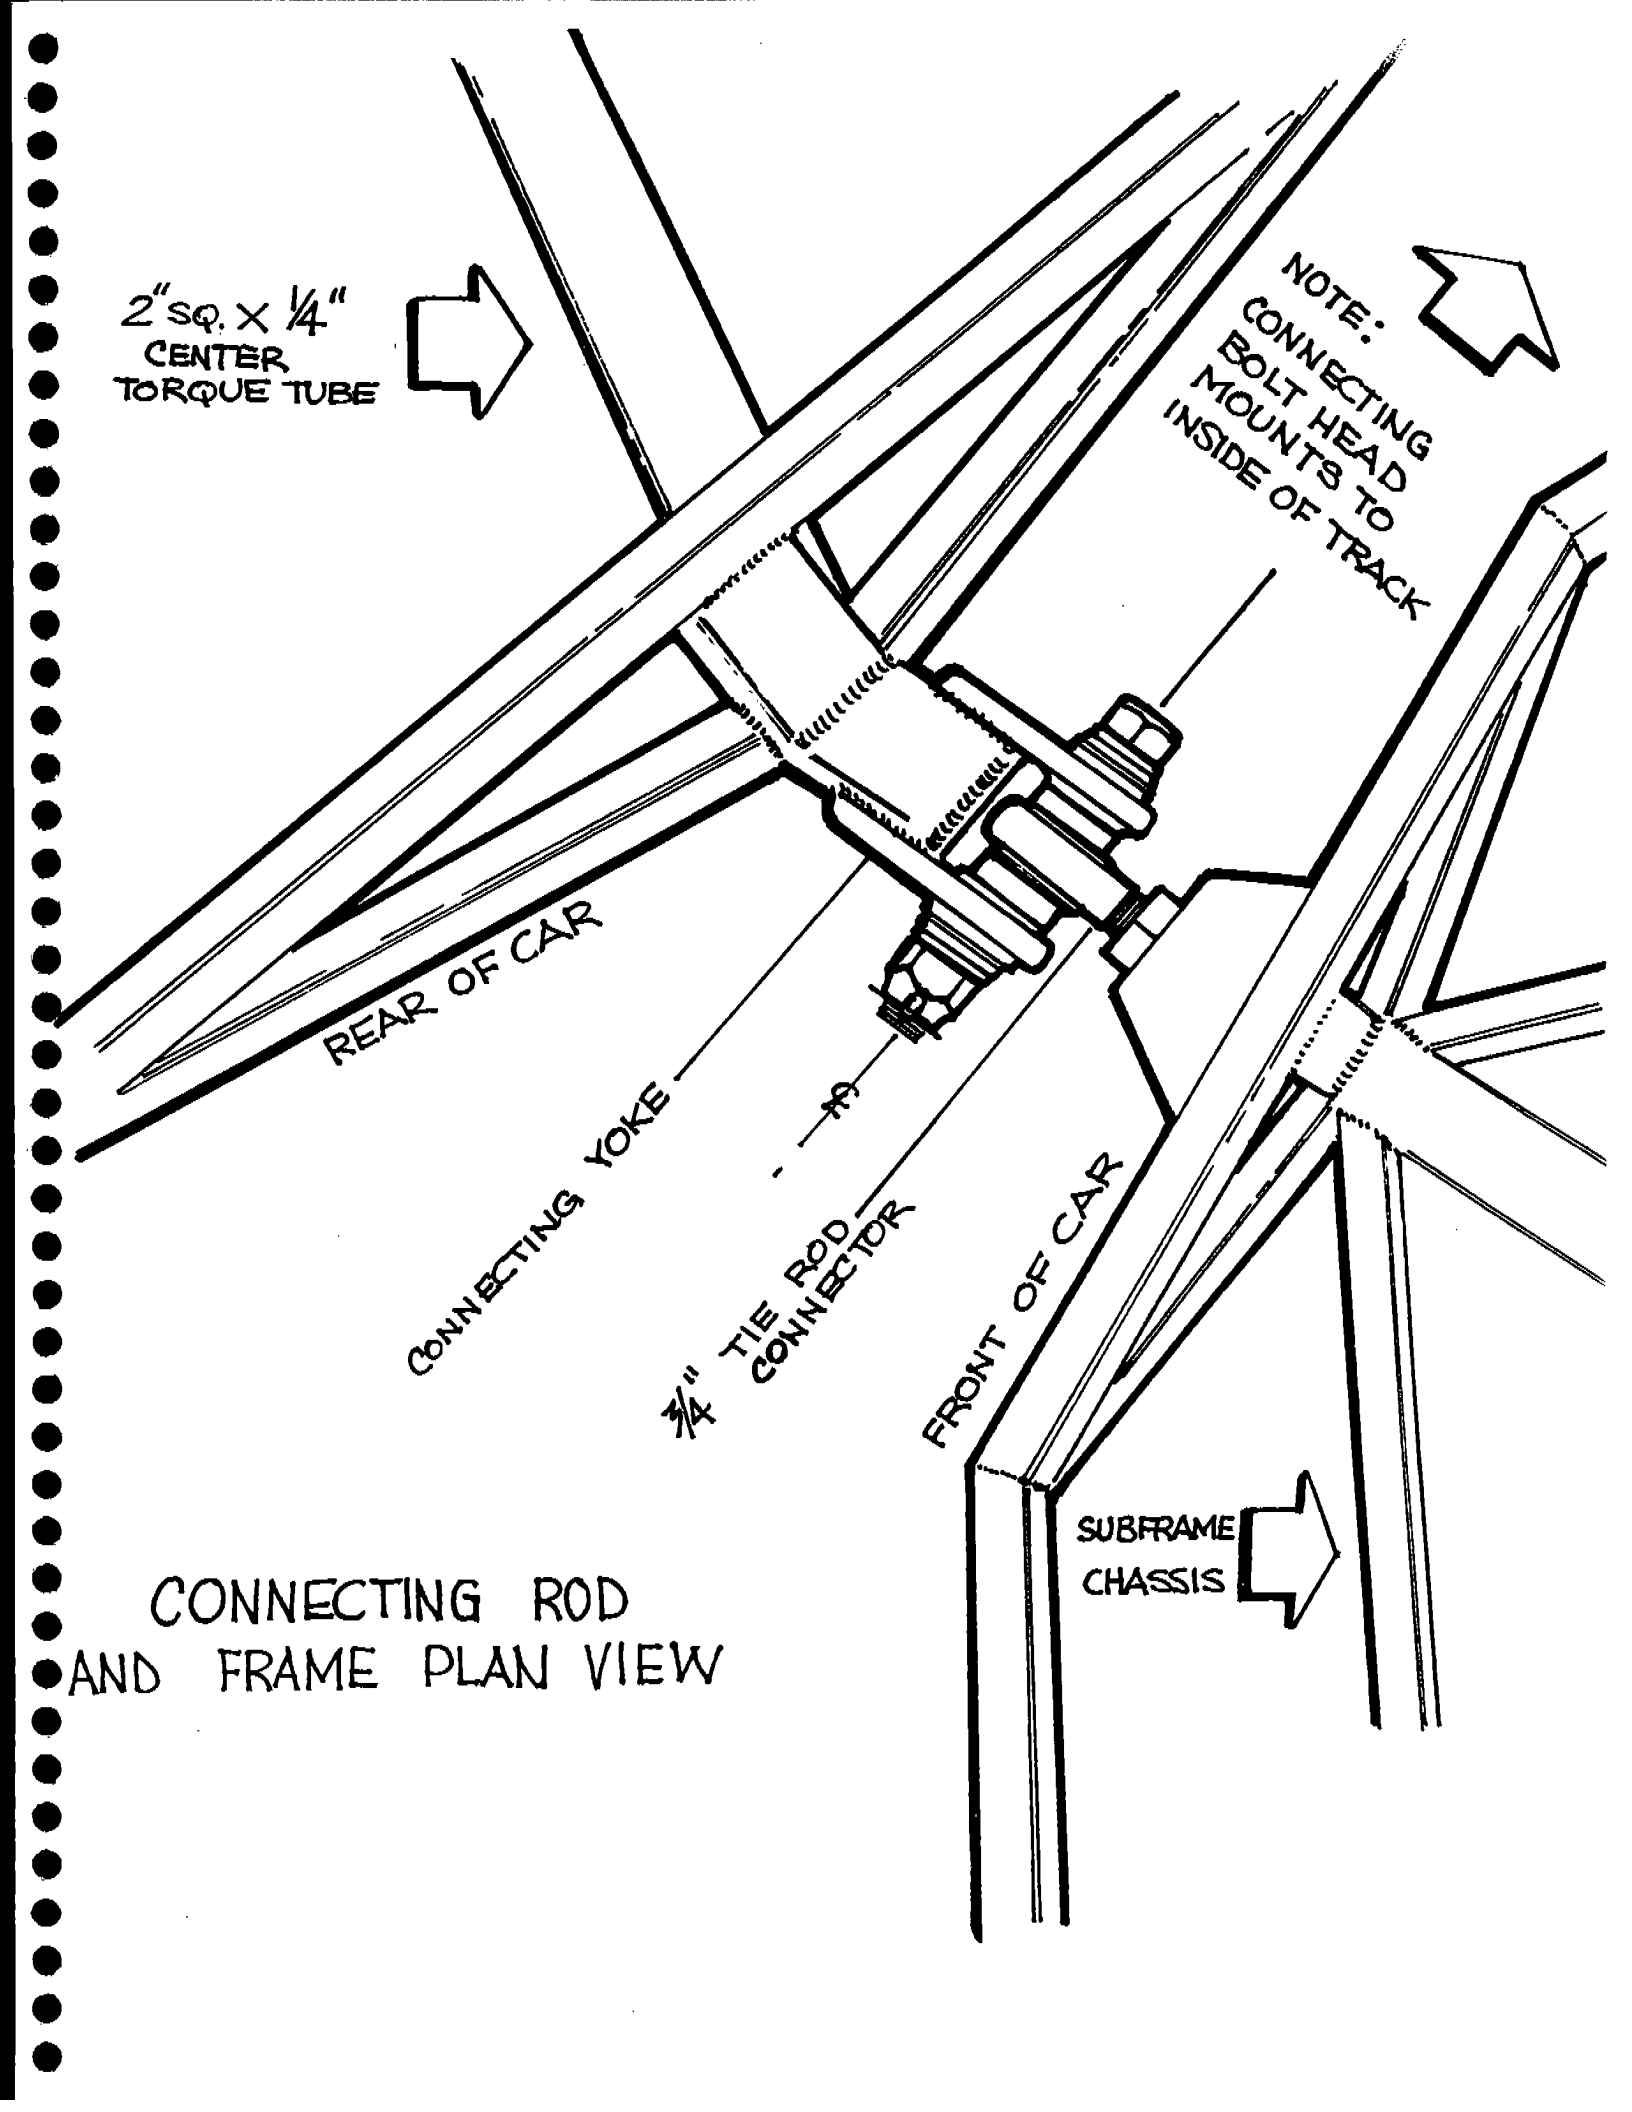 2" SQ. X 1/4"
CENTER
TORQUE TUBE
NOTE:
CONNECTING
BOLT HEAD
MOUNTS TO
INSIDE OF TRACK
REAR OF CAR
CONNECTING YOKE
℄
3/4" TIE ROD
CONNECTOR
FRONT OF CAR
SUBFRAME
CHASSIS
CONNECTING ROD
AND FRAME PLAN VIEW